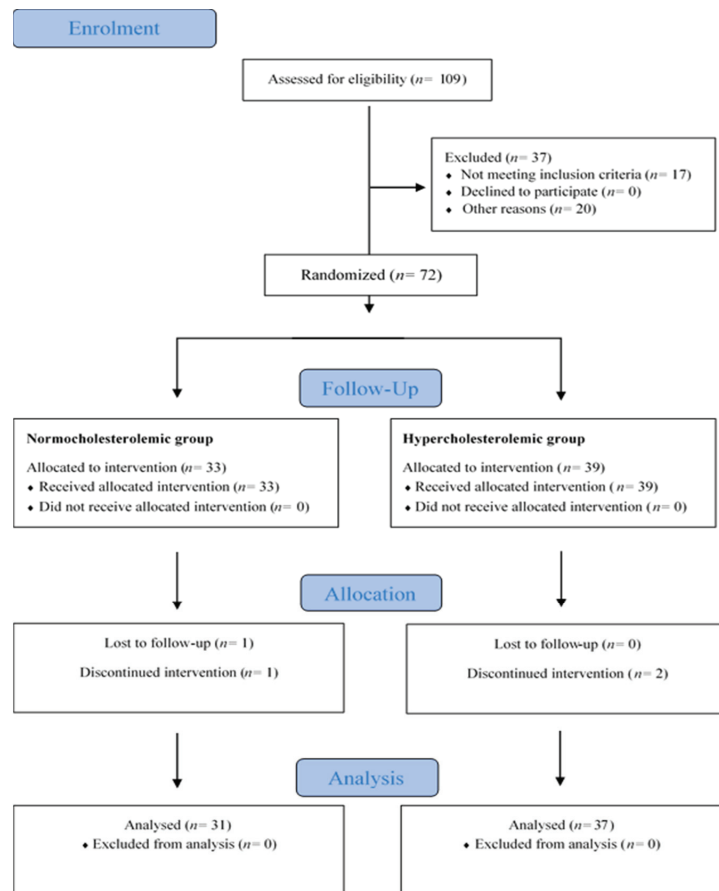 Enrolment
Assessed for eligibility (n= 109)
Excluded (n= 37)
⬥ Not meeting inclusion criteria (n= 17)
⬥ Declined to participate (n= 0)
⬥ Other reasons (n= 20)
Randomized (n= 72)
Follow-Up
Normocholesterolemic group
Allocated to intervention (n= 33)
⬥ Received allocated intervention (n= 33)
⬥ Did not receive allocated intervention (n= 0)
Hypercholesterolemic group
Allocated to intervention (n= 39)
⬥ Received allocated intervention (n= 39)
⬥ Did not receive allocated intervention (n= 0)
Allocation
Lost to follow-up (n= 1)
Discontinued intervention (n= 1)
Lost to follow-up (n= 0)
Discontinued intervention (n= 2)
Analysis
Analysed (n= 31)
⬥ Excluded from analysis (n= 0)
Analysed (n= 37)
⬥ Excluded from analysis (n= 0)